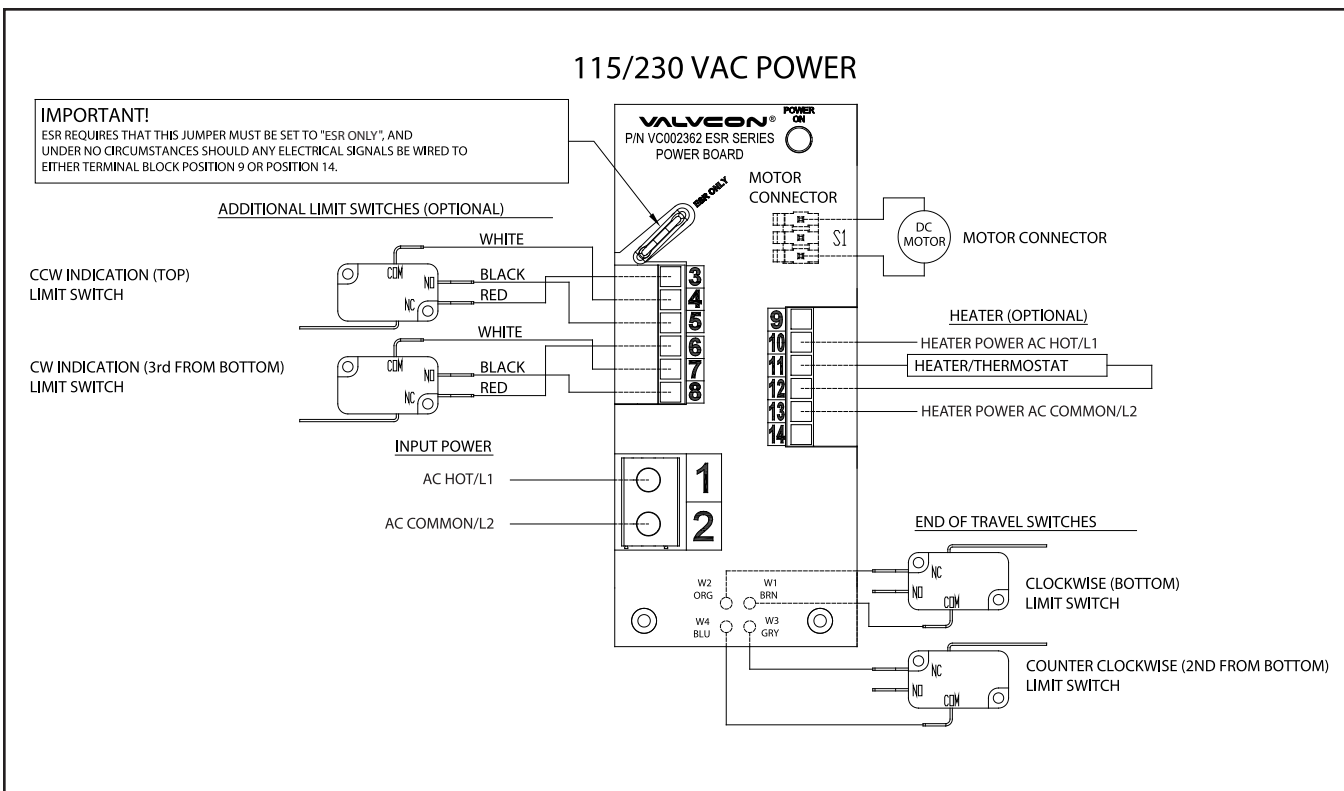 115/230 VAC POWER
IMPORTANT!
ESR REQUIRES THAT THIS JUMPER MUST BE SET TO "ESR ONLY", AND
UNDER NO CIRCUMSTANCES SHOULD ANY ELECTRICAL SIGNALS BE WIRED TO
EITHER TERMINAL BLOCK POSITION 9 OR POSITION 14.
VALVCON®
POWER
ON
P/N VC002362 ESR SERIES
POWER BOARD
ESR ONLY
MOTOR
CONNECTOR
S1
DC
MOTOR
MOTOR CONNECTOR
ADDITIONAL LIMIT SWITCHES (OPTIONAL)
CCW INDICATION (TOP)
LIMIT SWITCH
COM
NO
NC
WHITE
BLACK
RED
CW INDICATION (3rd FROM BOTTOM)
LIMIT SWITCH
COM
NO
NC
WHITE
BLACK
RED
3
4
5
6
7
8
9
10
11
12
13
14
HEATER (OPTIONAL)
HEATER POWER AC HOT/L1
HEATER/THERMOSTAT
HEATER POWER AC COMMON/L2
INPUT POWER
AC HOT/L1
AC COMMON/L2
1
2
W2
ORG
W1
BRN
W4
BLU
W3
GRY
END OF TRAVEL SWITCHES
NC
NO
COM
CLOCKWISE (BOTTOM)
LIMIT SWITCH
NC
NO
COM
COUNTER CLOCKWISE (2ND FROM BOTTOM)
LIMIT SWITCH